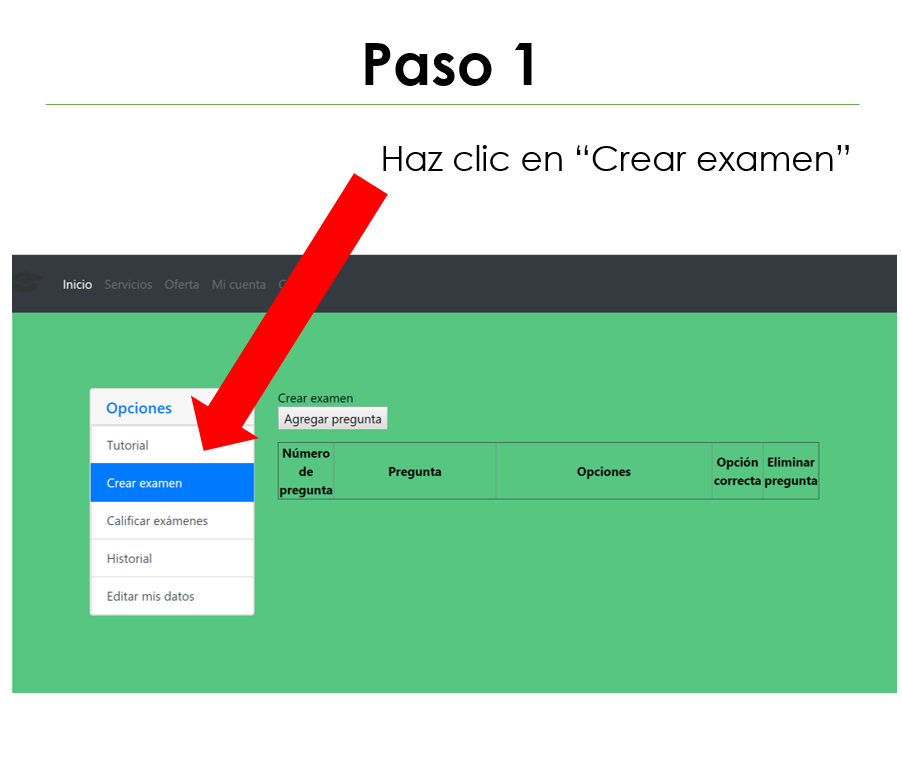 Paso 1
Haz clic en “Crear examen”
Inicio Servicios Oferta Mi cuenta
Opciones
Tutorial
Crear examen
Calificar exámenes
Historial
Editar mis datos
Crear examen
Agregar pregunta
Número de pregunta Pregunta Opciones Opción correcta Eliminar pregunta